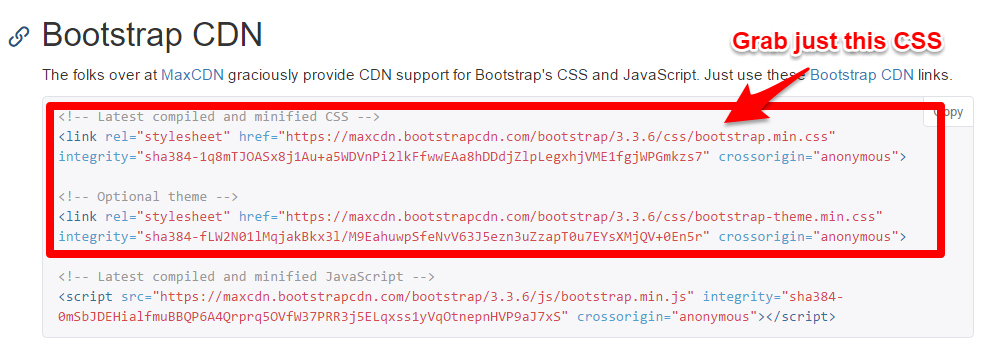 Bootstrap CDN
Grab just this CSS
The folks over at MaxCDN graciously provide CDN support for Bootstrap's CSS and JavaScript. Just use these Bootstrap CDN links.
Copy
<!-- Latest compiled and minified CSS -->
<link rel="stylesheet" href="https://maxcdn.bootstrapcdn.com/bootstrap/3.3.6/css/bootstrap.min.css"
integrity="sha384-1q8mTJOASx8j1Au+a5WDVnPi2lkFfwwEAa8hDDdjZlpLegxhjVME1fgjWPGmkzs7" crossorigin="anonymous">
<!-- Optional theme -->
<link rel="stylesheet" href="https://maxcdn.bootstrapcdn.com/bootstrap/3.3.6/css/bootstrap-theme.min.css"
integrity="sha384-fLW2N01lMqjakBkx3l/M9EahuwpSfeNvV63J5ezn3uZzapT0u7EYsXMjQV+0En5r" crossorigin="anonymous">
<!-- Latest compiled and minified JavaScript -->
<script src="https://maxcdn.bootstrapcdn.com/bootstrap/3.3.6/js/bootstrap.min.js" integrity="sha384-
0mSbJDEHialfmuBBQP6A4Qrprq5OVfW37PRR3j5ELqxss1yVqOtnepnHVP9aJ7xS" crossorigin="anonymous"></script>